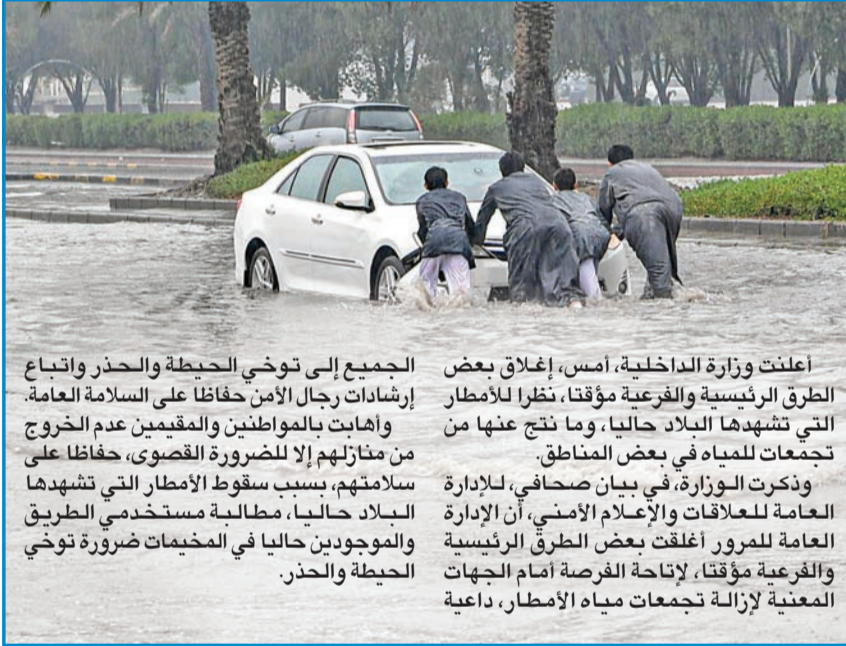 أعلنت وزارة الداخلية، أمس، إغلاق بعض
الطرق الرئيسية والفرعية مؤقتا، نظرا للأمطار
التي تشهدها البلاد حاليا، وما نتج عنها من
تجمعات للمياه في بعض المناطق.
وذكرت الوزارة، في بيان صحافي، للإدارة
العامة للعلاقات والإعلام الأمني، أن الإدارة
العامة للمرور أغلقت بعض الطرق الرئيسية
والفرعية مؤقتا، لإتاحة الفرصة أمام الجهات
المعنية لإزالة تجمعات مياه الأمطار، داعية
الجميع إلى توخي الحيطة والحذر واتباع
إرشادات رجال الأمن حفاظا على السلامة العامة.
وأهابت بالمواطنين والمقيمين عدم الخروج
من منازلهم إلا للضرورة القصوى، حفاظا على
سلامتهم، بسبب سقوط الأمطار التي تشهدها
البلاد حاليا، مطالبة مستخدمي الطريق
والموجودين حاليا في المخيمات ضرورة توخي
الحيطة والحذر.